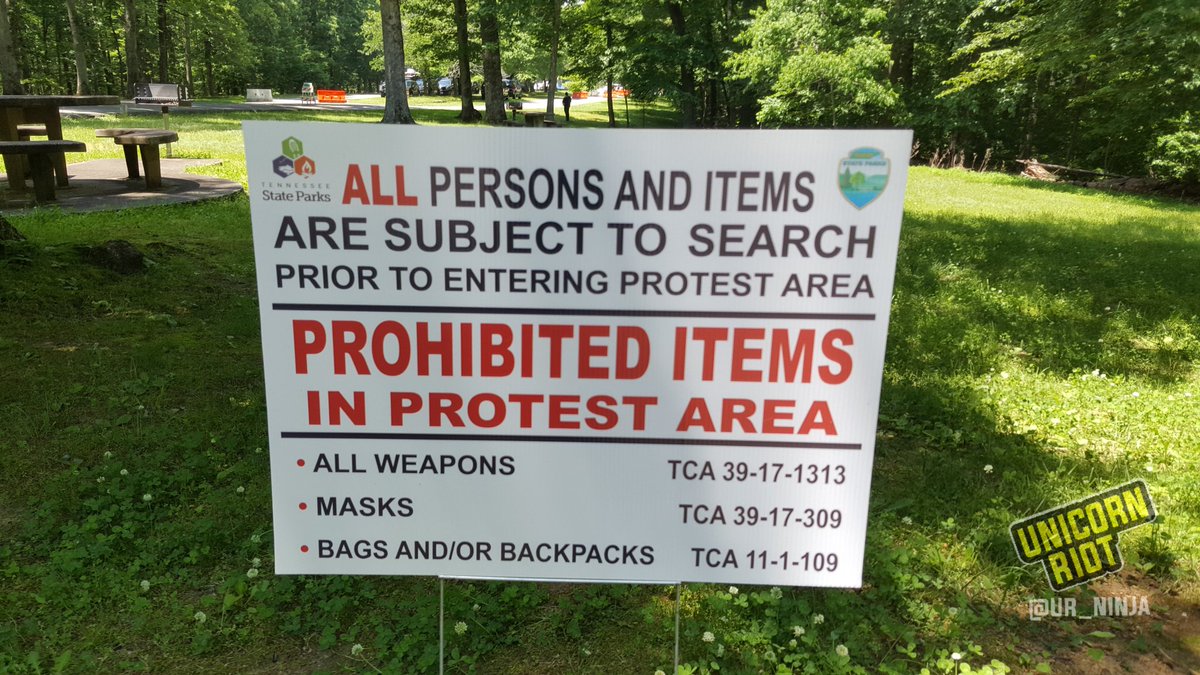 TENNESSEE
State Parks
ALL PERSONS AND ITEMS
ARE SUBJECT TO SEARCH
PRIOR TO ENTERING PROTEST AREA
STATE PARKS
PROHIBITED ITEMS
IN PROTEST AREA
• ALL WEAPONS TCA 39-17-1313
• MASKS TCA 39-17-309
• BAGS AND/OR BACKPACKS TCA 11-1-109
UNICORN
RIOT
@UR_NINJA